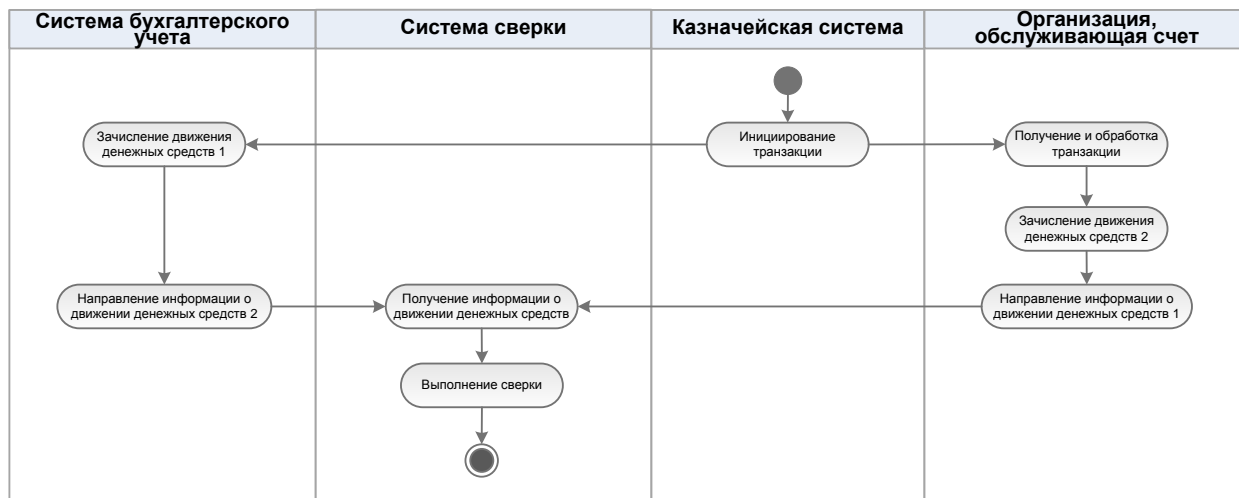 Система бухгалтерского
учета
Система сверки
Казначейская система
Организация,
обслуживающая счет
Зачисление движения
денежных средств 1
Инициирование
транзакции
Получение и обработка
транзакции
Зачисление движения
денежных средств 2
Направление информации о
движении денежных средств 2
Получение информации о
движении денежных средств
Направление информации о
движении денежных средств 1
Выполнение сверки